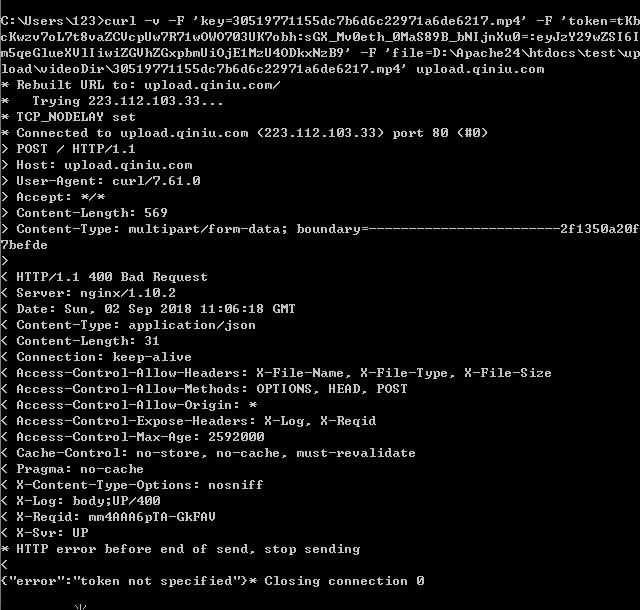 C:\Users\123>curl -v -F 'key=30519771155dc7b6d6c22971a6de6217.mp4' -F 'token=tKb
cKwzv7oL7t8vaZCVcpUw7R71wOWO703UK7obh:sGX_Mv0eth_0MaS89B_bNIjnXu0=:eyJzY29wZSI6I
m5qeGlueXVlIiwiZGVhZGxpbmUiOjE1MzU4ODkxNzB9' -F 'file=D:\Apache24\htdocs\test\up
load\videoDir\30519771155dc7b6d6c22971a6de6217.mp4' upload.qiniu.com
* Rebuilt URL to: upload.qiniu.com/
*   Trying 223.112.103.33...
* TCP_NODELAY set
* Connected to upload.qiniu.com (223.112.103.33) port 80 (#0)
> POST / HTTP/1.1
> Host: upload.qiniu.com
> User-Agent: curl/7.61.0
> Accept: */*
> Content-Length: 569
> Content-Type: multipart/form-data; boundary=------------------------2f1350a20f
7befde
>
< HTTP/1.1 400 Bad Request
< Server: nginx/1.10.2
< Date: Sun, 02 Sep 2018 11:06:18 GMT
< Content-Type: application/json
< Content-Length: 31
< Connection: keep-alive
< Access-Control-Allow-Headers: X-File-Name, X-File-Type, X-File-Size
< Access-Control-Allow-Methods: OPTIONS, HEAD, POST
< Access-Control-Allow-Origin: *
< Access-Control-Expose-Headers: X-Log, X-Reqid
< Access-Control-Max-Age: 2592000
< Cache-Control: no-store, no-cache, must-revalidate
< Pragma: no-cache
< X-Content-Type-Options: nosniff
< X-Log: body;UP/400
< X-Reqid: mm4AAA6pTA-GkFAV
< X-Svr: UP
* HTTP error before end of send, stop sending
<
{"error":"token not specified"}* Closing connection 0